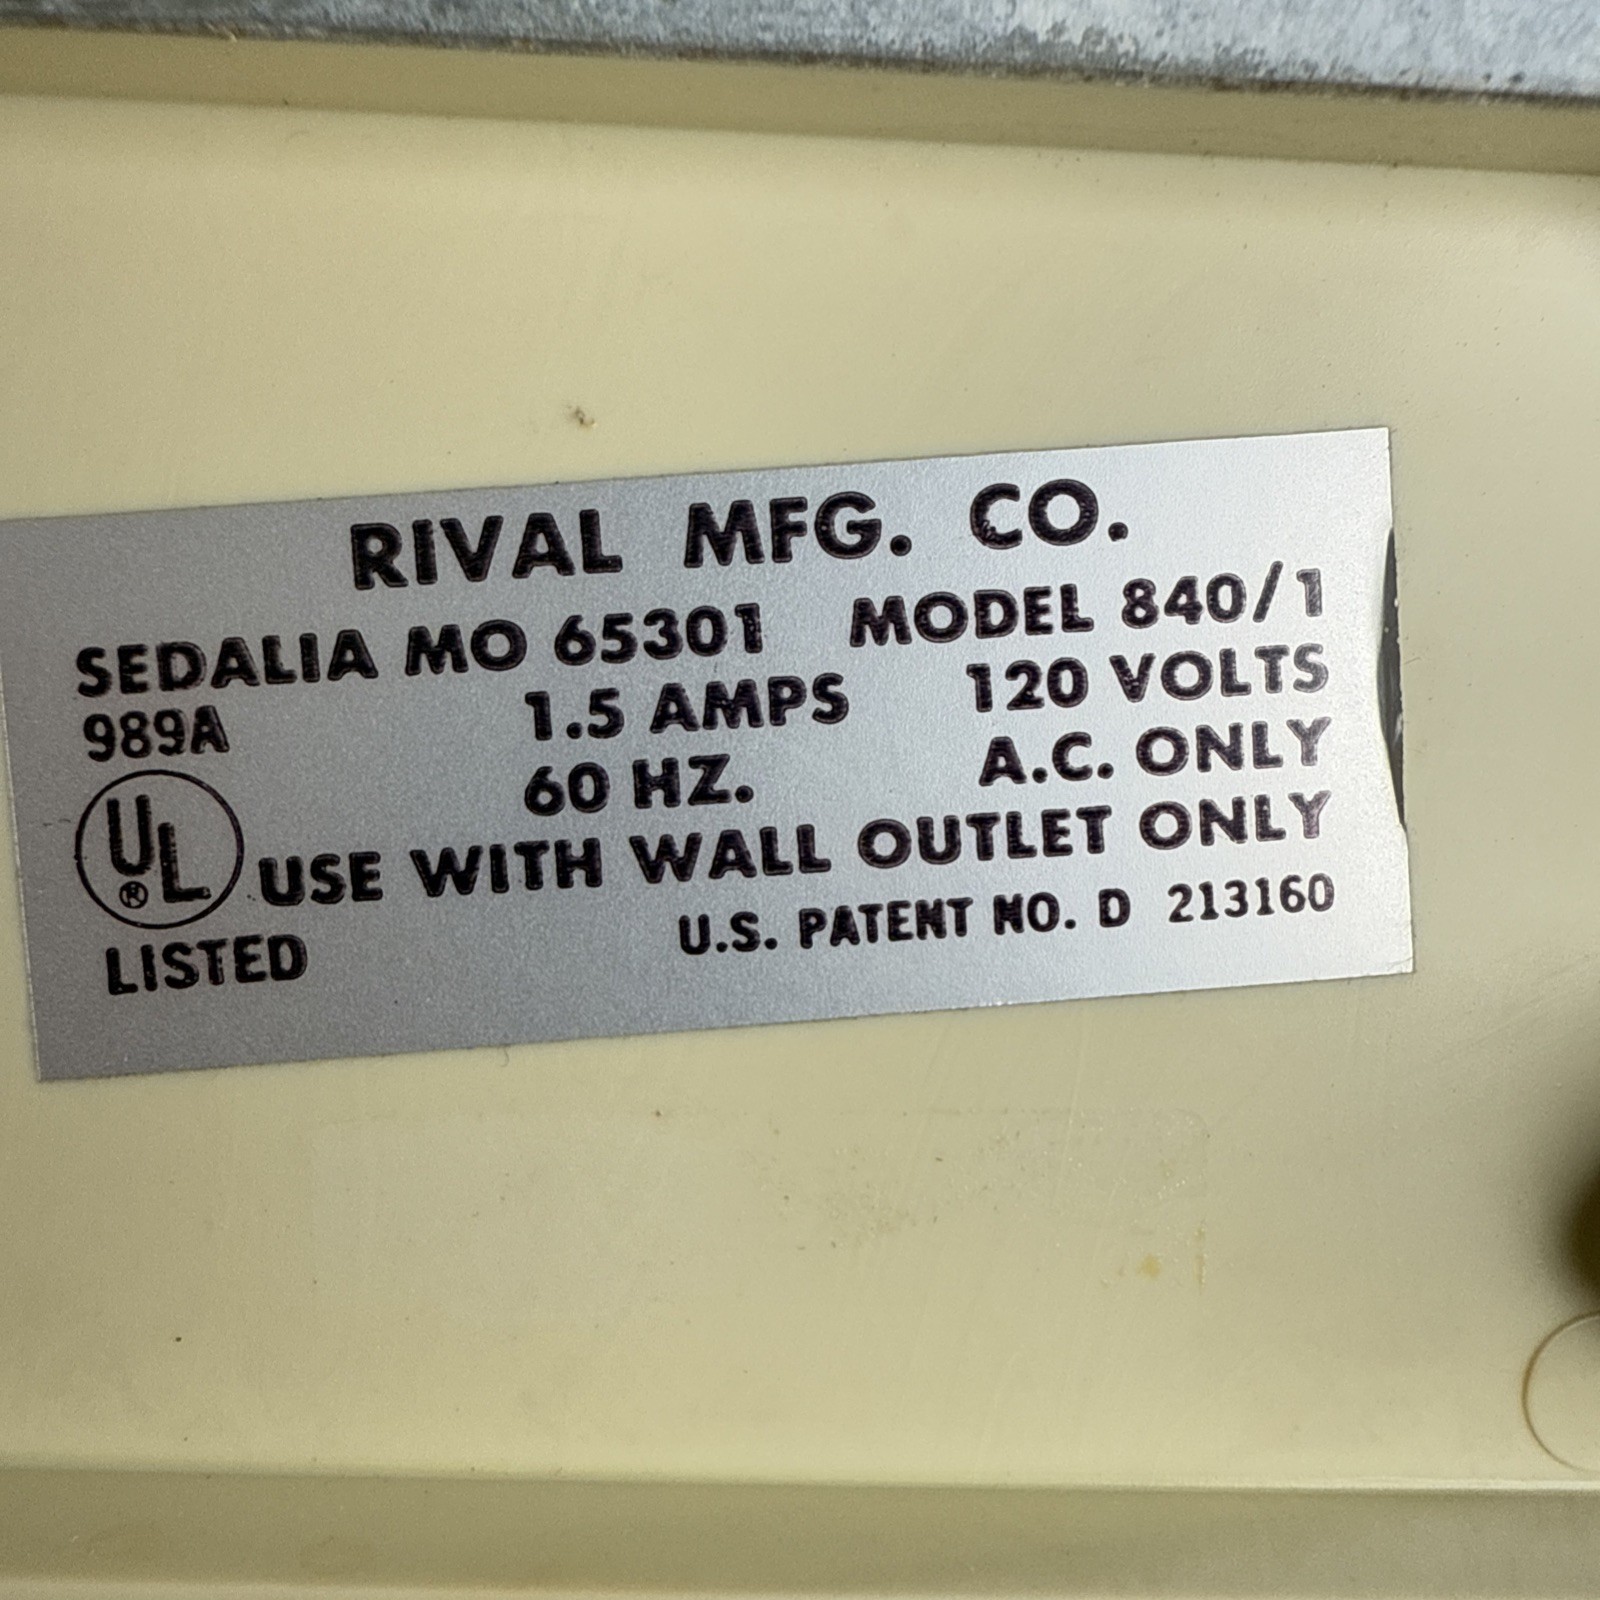 RIVAL MFG. CO.
SEDALIA MO 65301 MODEL 840/1
989A 1.5 AMPS 120 VOLTS
60 HZ. A.C. ONLY
UL® USE WITH WALL OUTLET ONLY
LISTED U.S. PATENT NO. D 213160